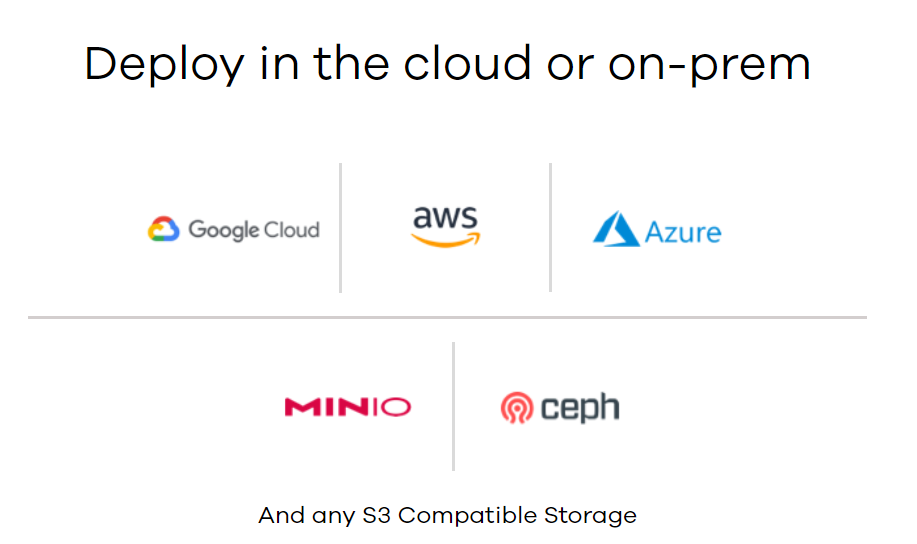 Deploy in the cloud or on-prem
Google Cloud
aws
Azure
MINIO
ceph
And any S3 Compatible Storage